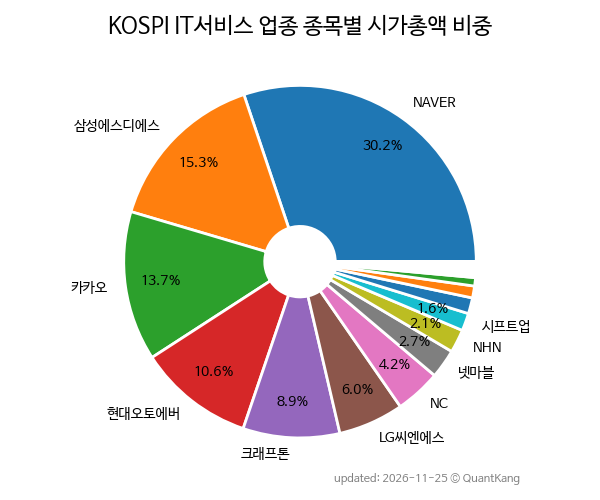 KOSPI IT서비스 업종 종목별 시가총액 비중
NAVER
30.2%
삼성에스디에스
15.3%
카카오
13.7%
현대오토에버
10.6%
크래프톤
8.9%
LG씨엔에스
6.0%
NC
4.2%
넷마블
2.7%
NHN
2.1%
시프트업
1.6%
updated: 2026-11-25 © QuantKang